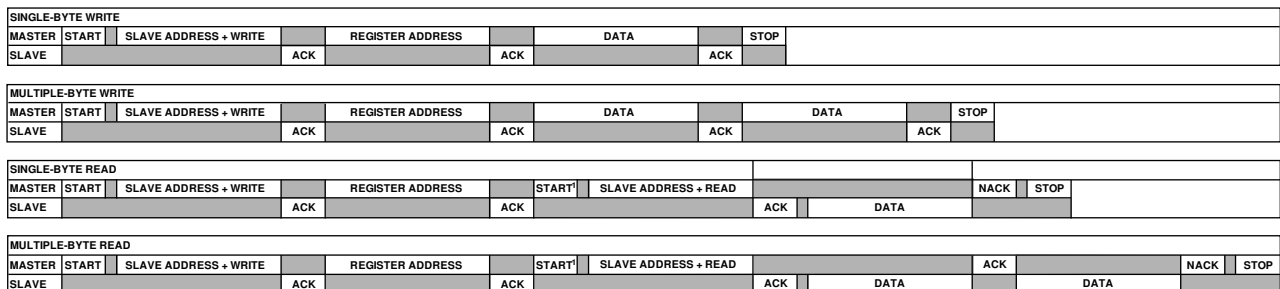 SINGLE-BYTE WRITE
MASTER START SLAVE ADDRESS + WRITE REGISTER ADDRESS DATA STOP
SLAVE ACK ACK ACK
MULTIPLE-BYTE WRITE
MASTER START SLAVE ADDRESS + WRITE REGISTER ADDRESS DATA DATA STOP
SLAVE ACK ACK ACK ACK
SINGLE-BYTE READ
MASTER START SLAVE ADDRESS + WRITE REGISTER ADDRESS START¹ SLAVE ADDRESS + READ NACK STOP
SLAVE ACK ACK ACK DATA
MULTIPLE-BYTE READ
MASTER START SLAVE ADDRESS + WRITE REGISTER ADDRESS START¹ SLAVE ADDRESS + READ ACK NACK STOP
SLAVE ACK ACK ACK DATA DATA